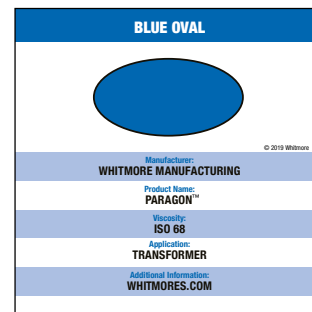 BLUE OVAL
© 2019 Whitmore
Manufacturer:
WHITMORE MANUFACTURING
Product Name:
PARAGON™
Viscosity:
ISO 68
Application:
TRANSFORMER
Additional Information:
WHITMORES.COM